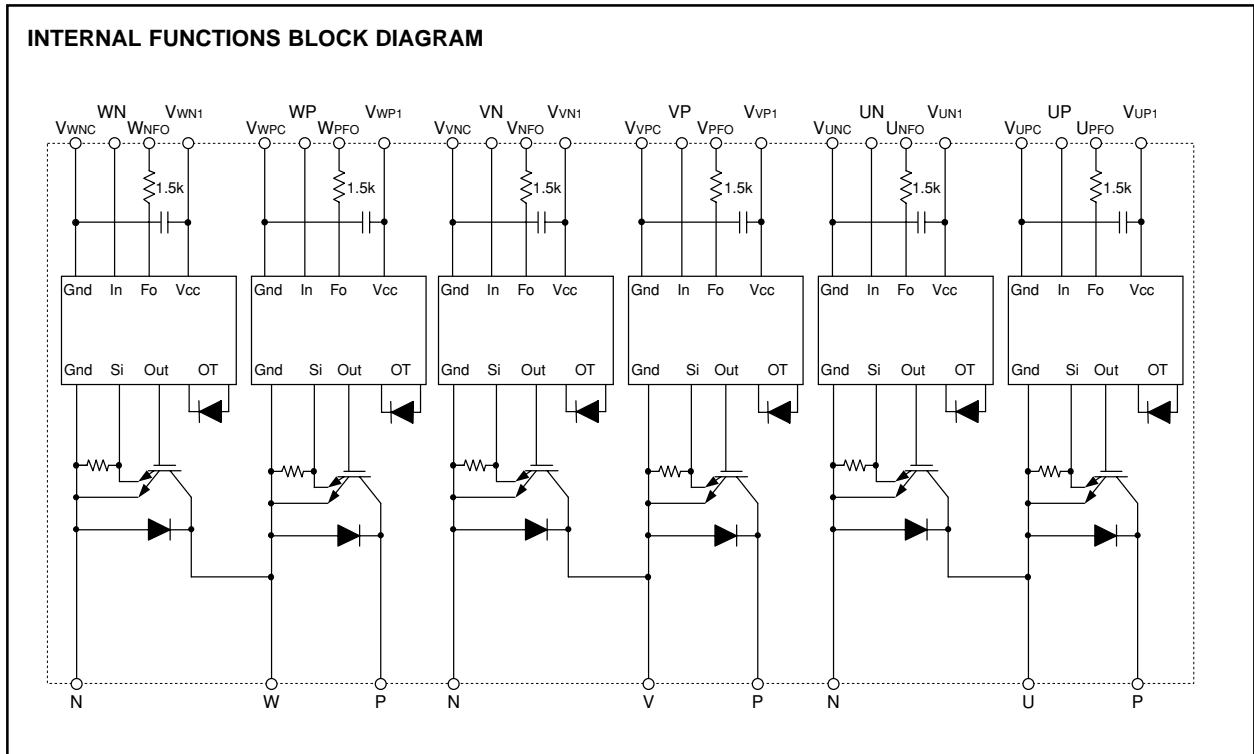 INTERNAL FUNCTIONS BLOCK DIAGRAM
WN VWN1 WP VWP1 VN VVN1 VP VVP1 UN VUN1 UP VUP1
VWNC WNFO VWPC WPFO VVNC VNFO VVPC VPFO VUNC UNFO VUPC UPFO
1.5k 1.5k 1.5k 1.5k 1.5k 1.5k
Gnd In Fo Vcc Gnd In Fo Vcc Gnd In Fo Vcc Gnd In Fo Vcc Gnd In Fo Vcc Gnd In Fo Vcc
Gnd Si Out OT Gnd Si Out OT Gnd Si Out OT Gnd Si Out OT Gnd Si Out OT Gnd Si Out OT
N W P N V P N U P